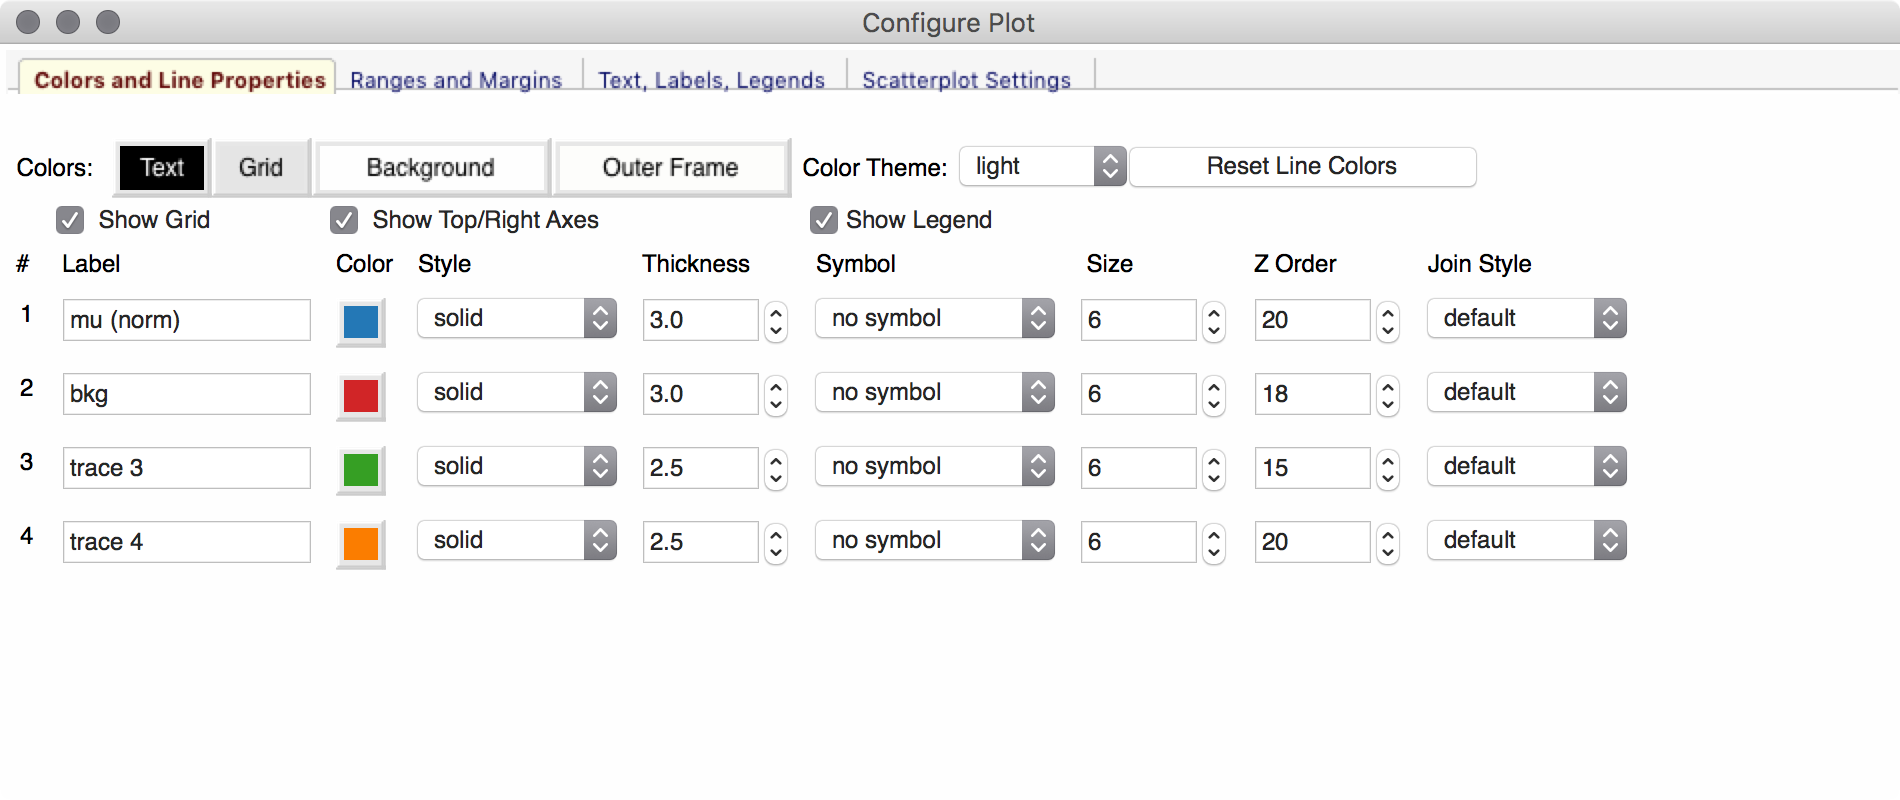 Configure Plot
Colors and Line Properties Ranges and Margins Text, Labels, Legends Scatterplot Settings
Colors: Text Grid Background Outer Frame Color Theme: light Reset Line Colors
Show Grid Show Top/Right Axes Show Legend
# Label Color Style Thickness Symbol Size Z Order Join Style
1 mu (norm) solid 3.0 no symbol 6 20 default
2 bkg solid 3.0 no symbol 6 18 default
3 trace 3 solid 2.5 no symbol 6 15 default
4 trace 4 solid 2.5 no symbol 6 20 default